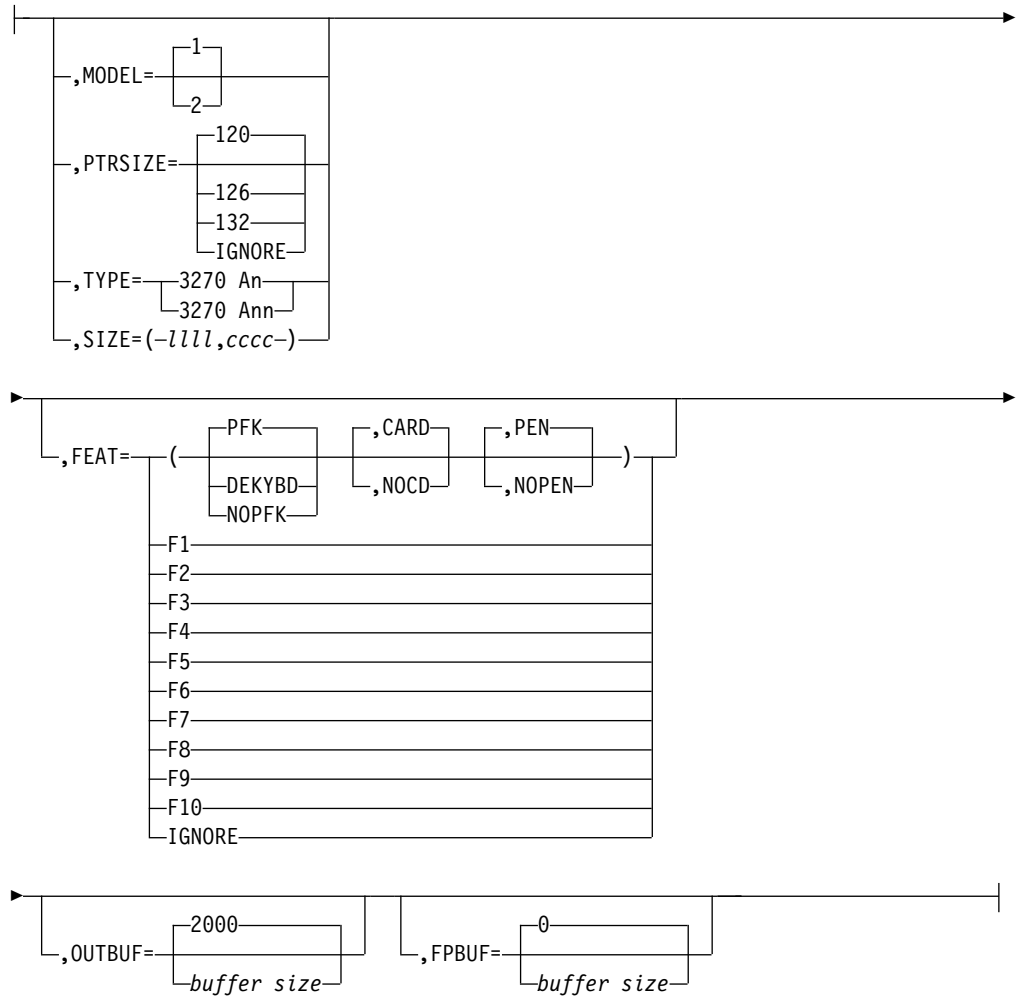 1
,MODEL=
2
120
,PTRSIZE=
126
132
IGNORE
,TYPE= 3270 An
3270 Ann
,SIZE=( llll,cccc )
PFK ,CARD ,PEN
,FEAT= ( )
DEKYBD ,NOCD ,NOPEN
NOPFK
F1
F2
F3
F4
F5
F6
F7
F8
F9
F10
IGNORE
2000 0
,OUTBUF= ,FPBUF=
buffer size buffer size